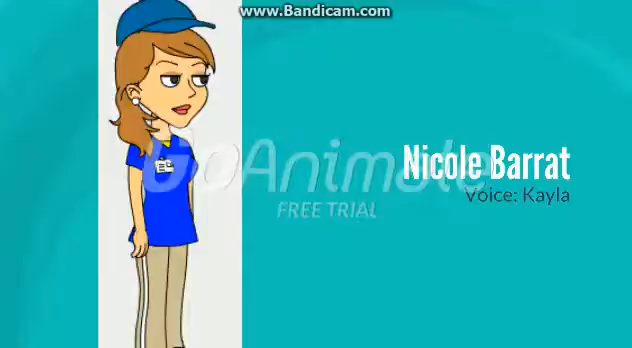 www.Bandicam.com
GoAnimate
Nicole Barrat
Voice: Kayla
FREE TRIAL